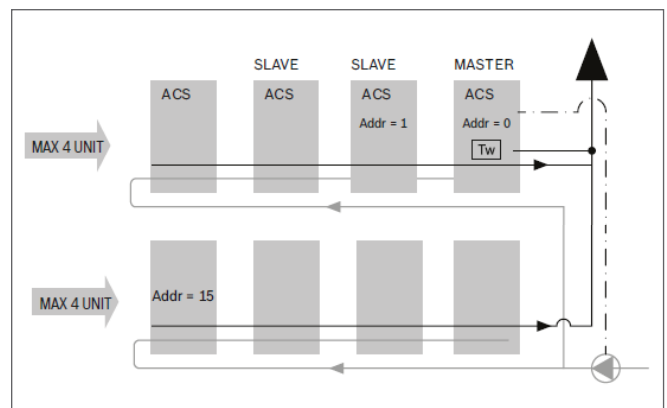 SLAVE SLAVE MASTER
ACS ACS ACS ACS
Addr = 1 Addr = 0
MAX 4 UNIT Tw
Addr = 15
MAX 4 UNIT